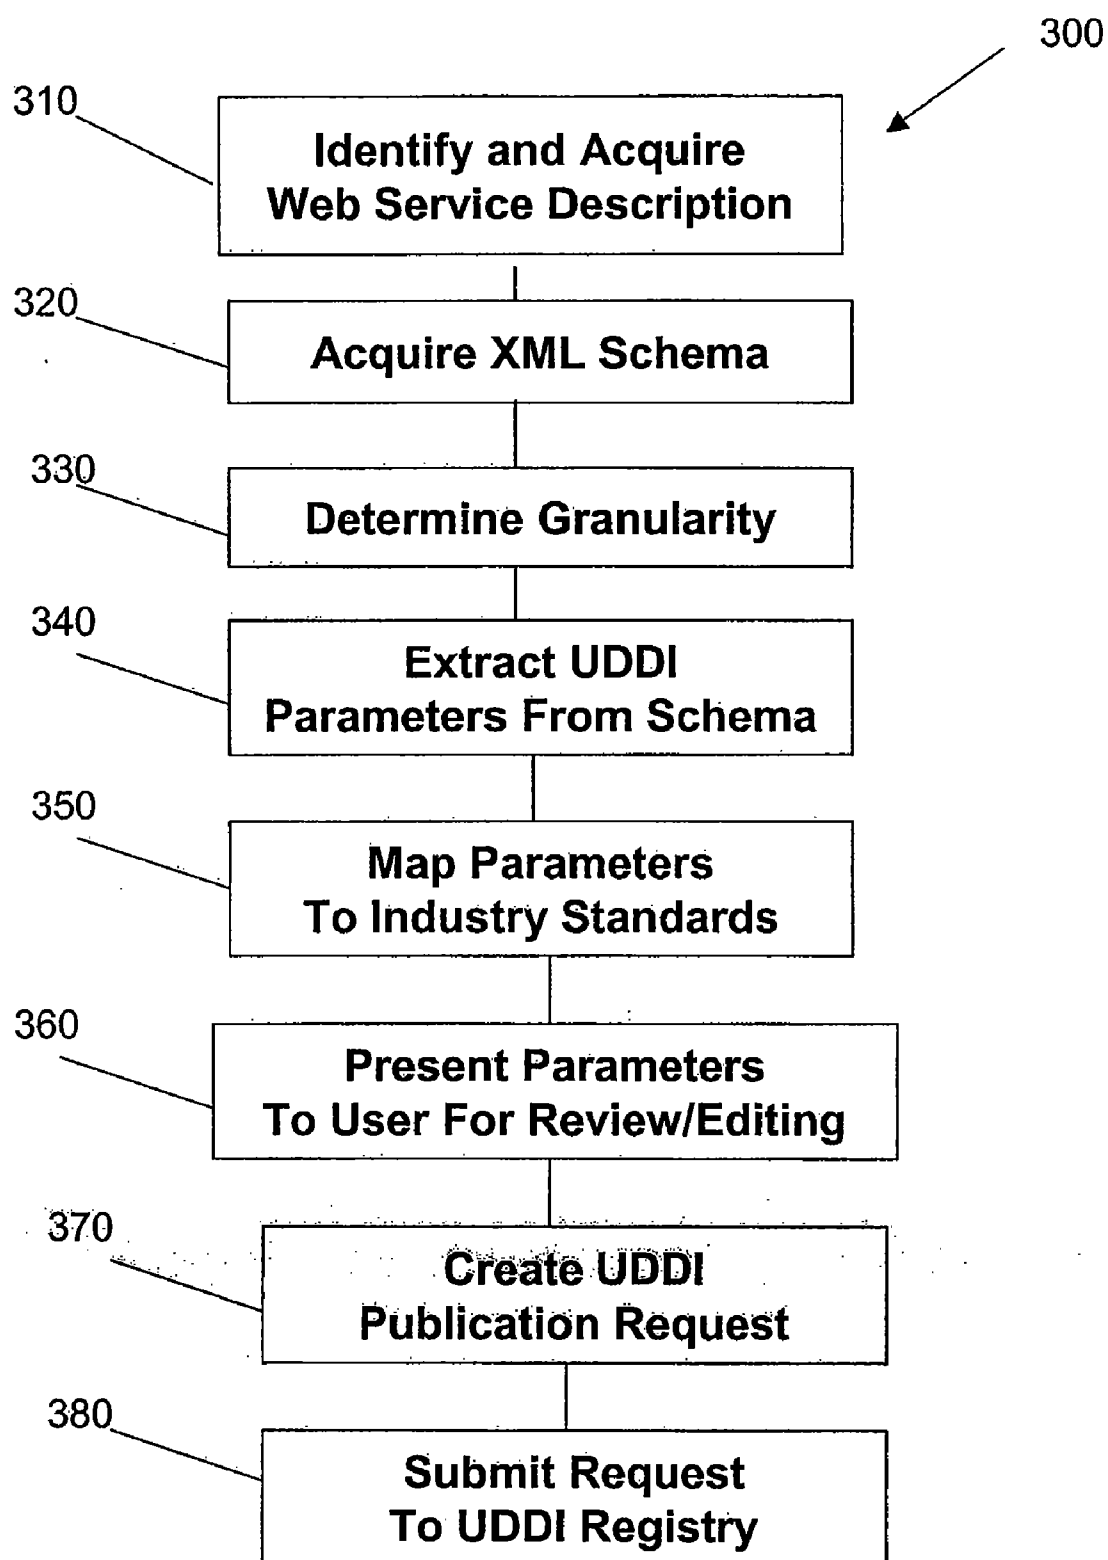 300
310
Identify and Acquire
Web Service Description
320
Acquire XML Schema
330
Determine Granularity
340
Extract UDDI
Parameters From Schema
350
Map Parameters
To Industry Standards
360
Present Parameters
To User For Review/Editing
370
Create UDDI
Publication Request
380
Submit Request
To UDDI Registry